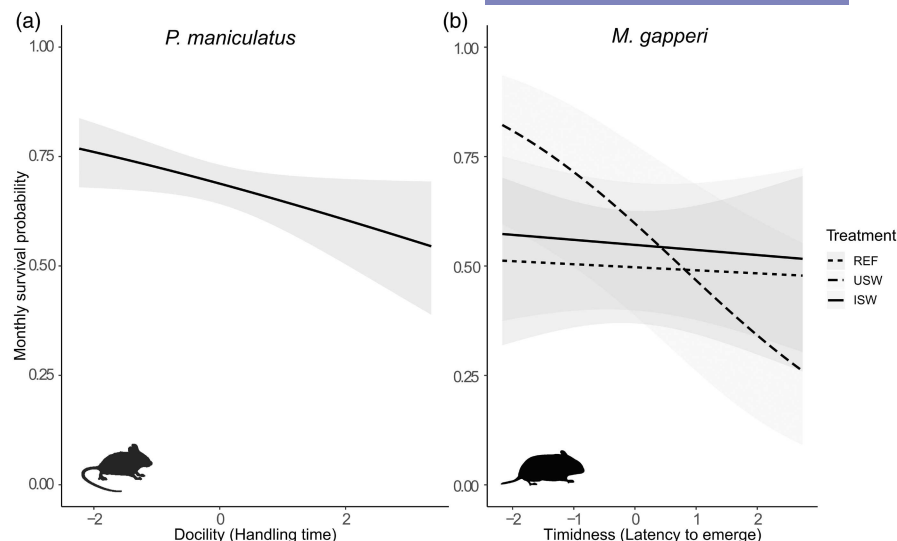 (a)
P. maniculatus
1.00
0.75
0.50
0.25
0.00
Monthly survival probability
−2
0
2
Docility (Handling time)
(b)
M. gapperi
1.00
0.75
0.50
0.25
0.00
−2
−1
0
1
2
Timidness (Latency to emerge)
Treatment
REF
USW
ISW